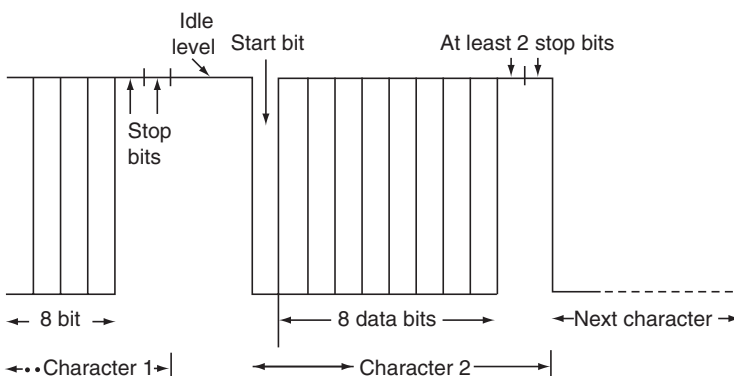 Idle
level
Start bit
At least 2 stop bits
Stop
bits
8 bit
8 data bits
Next character
Character 1
Character 2